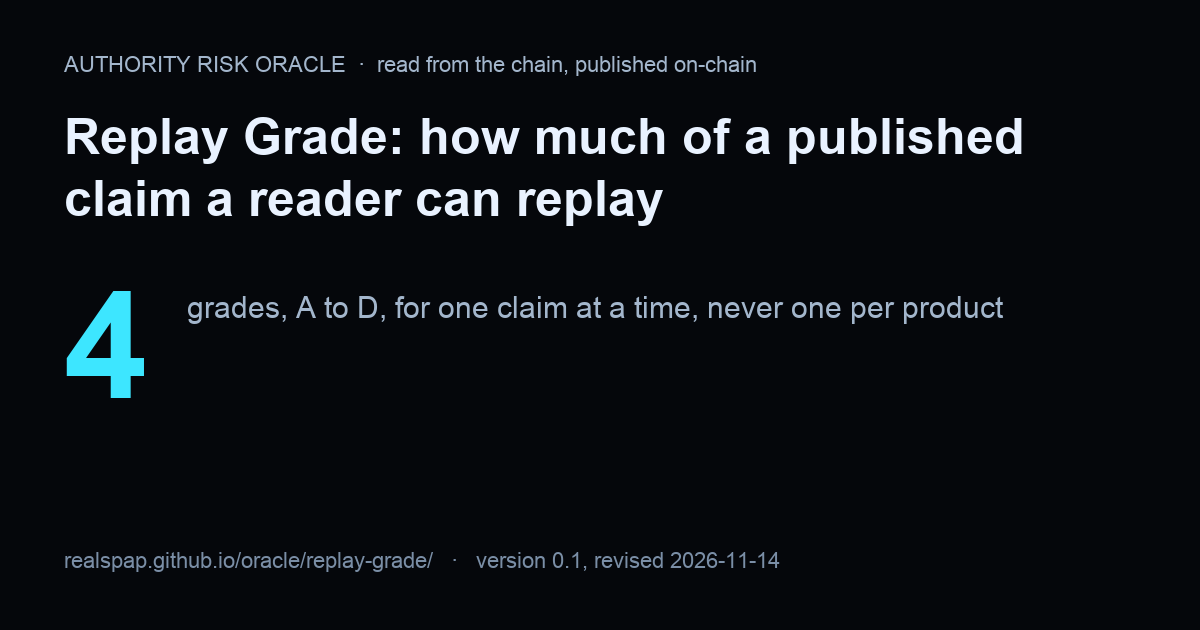 AUTHORITY RISK ORACLE · read from the chain, published on-chain
Replay Grade: how much of a published
claim a reader can replay
4 grades, A to D, for one claim at a time, never one per product
realspap.github.io/oracle/replay-grade/ · version 0.1, revised 2026-11-14